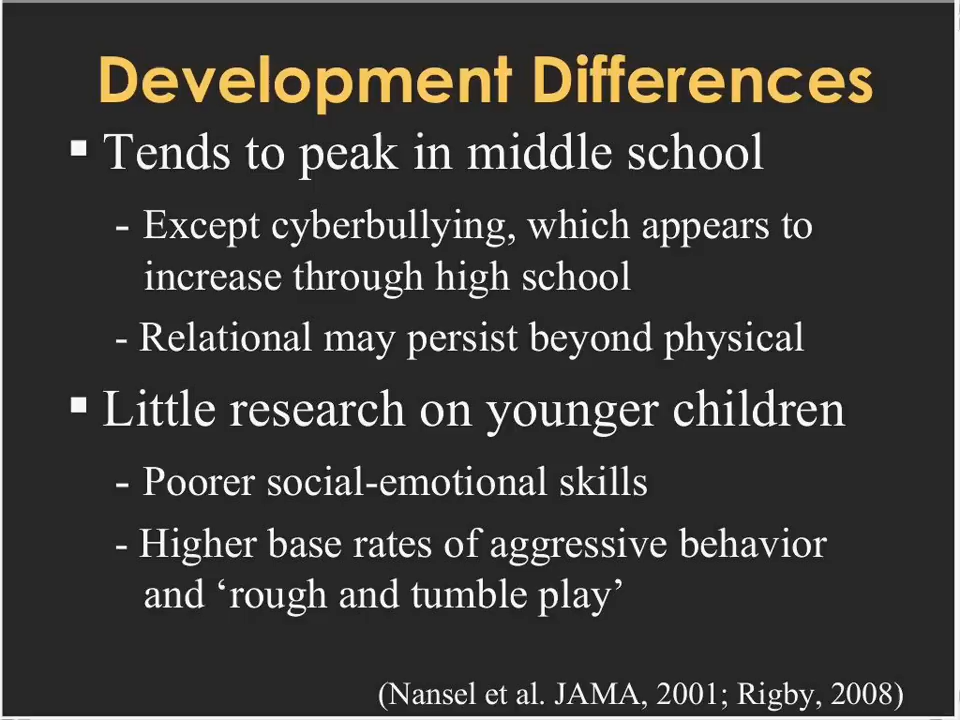 Development Differences
▪ Tends to peak in middle school
- Except cyberbullying, which appears to
increase through high school
- Relational may persist beyond physical
▪ Little research on younger children
- Poorer social-emotional skills
- Higher base rates of aggressive behavior
and ‘rough and tumble play’
(Nansel et al. JAMA, 2001; Rigby, 2008)